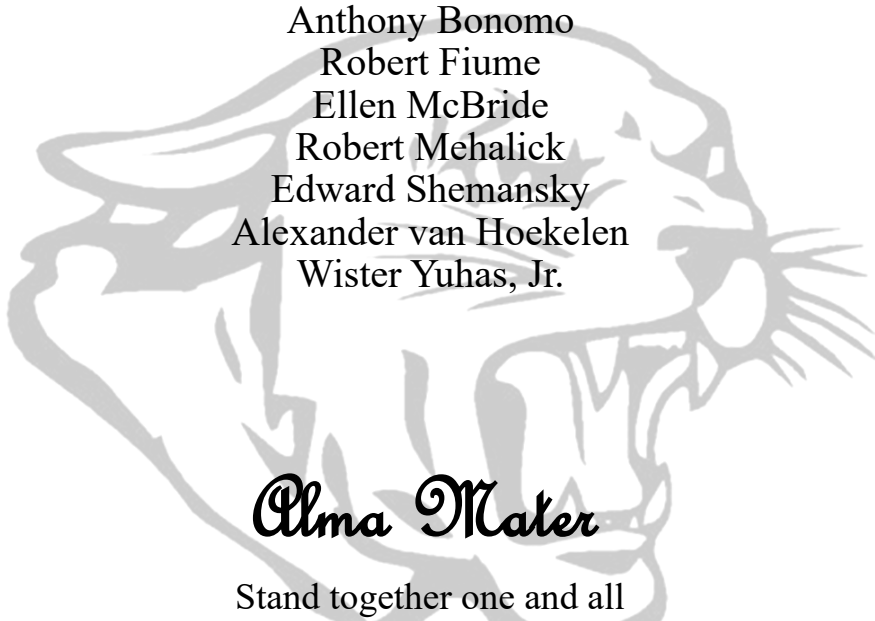 Anthony Bonomo
Robert Fiume
Ellen McBride
Robert Mehalick
Edward Shemansky
Alexander van Hoekelen
Wister Yuhas, Jr.
Alma Mater
Stand together one and all